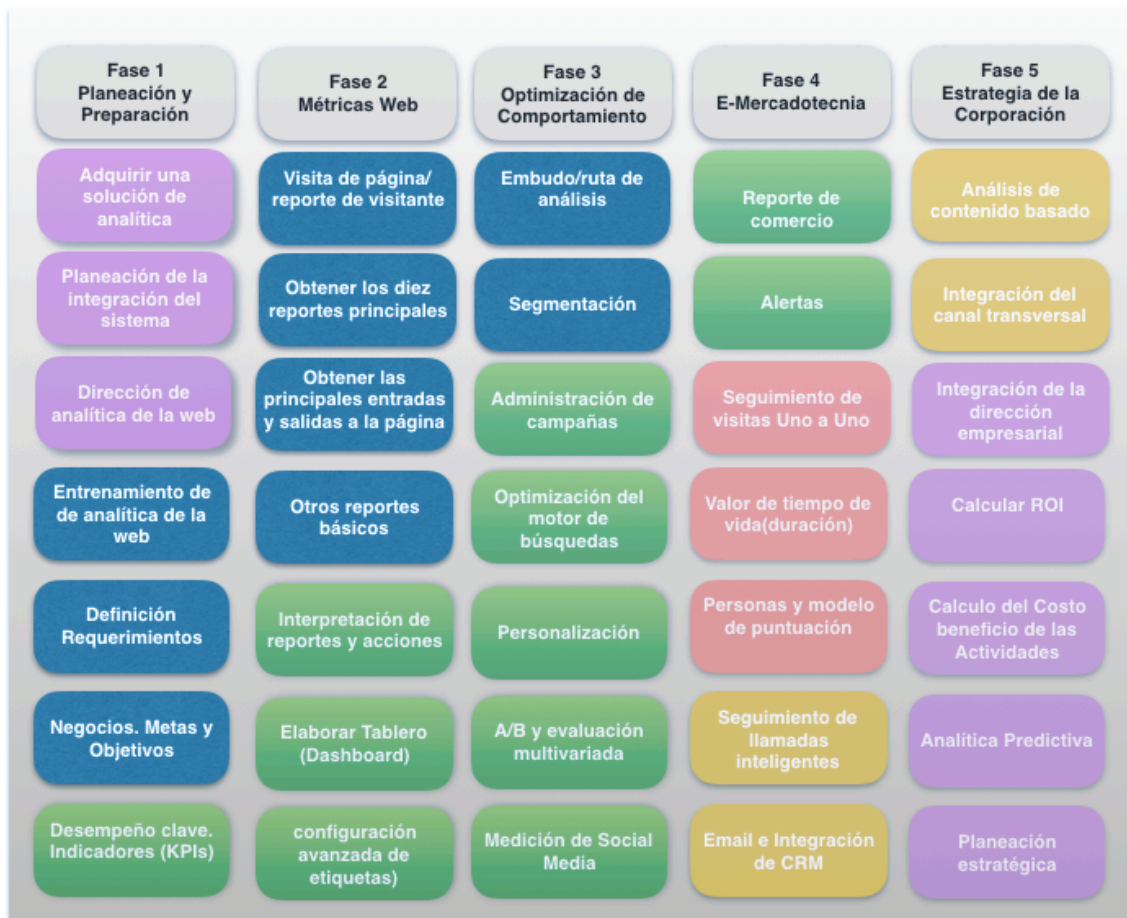 Fase 1
Planeación y
Preparación
Adquirir una
solución de
analítica
Planeación de la
integración del
sistema
Dirección de
analítica de la web
Entrenamiento de
de analítica de la
web
Definición
Requerimientos
Negocios. Metas y
Objetivos
Desempeño clave.
Indicadores (KPIs)
Fase 2
Métricas Web
Visita de página/
reporte de visitante
Obtener los diez
reportes principales
Obtener las
principales entradas
y salidas a la página
Otros reportes
básicos
Interpretación de
reportes y acciones
Elaborar Tablero
(Dashboard)
configuración
avanzada de
etiquetas)
Fase 3
Optimización de
Comportamiento
Embudo/ruta de
análisis
Segmentación
Administración de
campañas
Optimización del
motor de
búsquedas
Personalización
A/B y evaluación
multivariada
Medición de Social
Media
Fase 4
E-Mercadotecnia
Reporte de
comercio
Alertas
Seguimiento de
visitas Uno a Uno
Valor de tiempo de
vida(duración)
Personas y modelo
de puntuación
Seguimiento de
llamadas
inteligentes
Email e Integración
de CRM
Fase 5
Estrategia de la
Corporación
Análisis de
contenido basado
Integración del
canal transversal
Integración de la
dirección
empresarial
Calcular ROI
Calculo del Costo
beneficio de las
Actividades
Analítica Predictiva
Planeación
estratégica